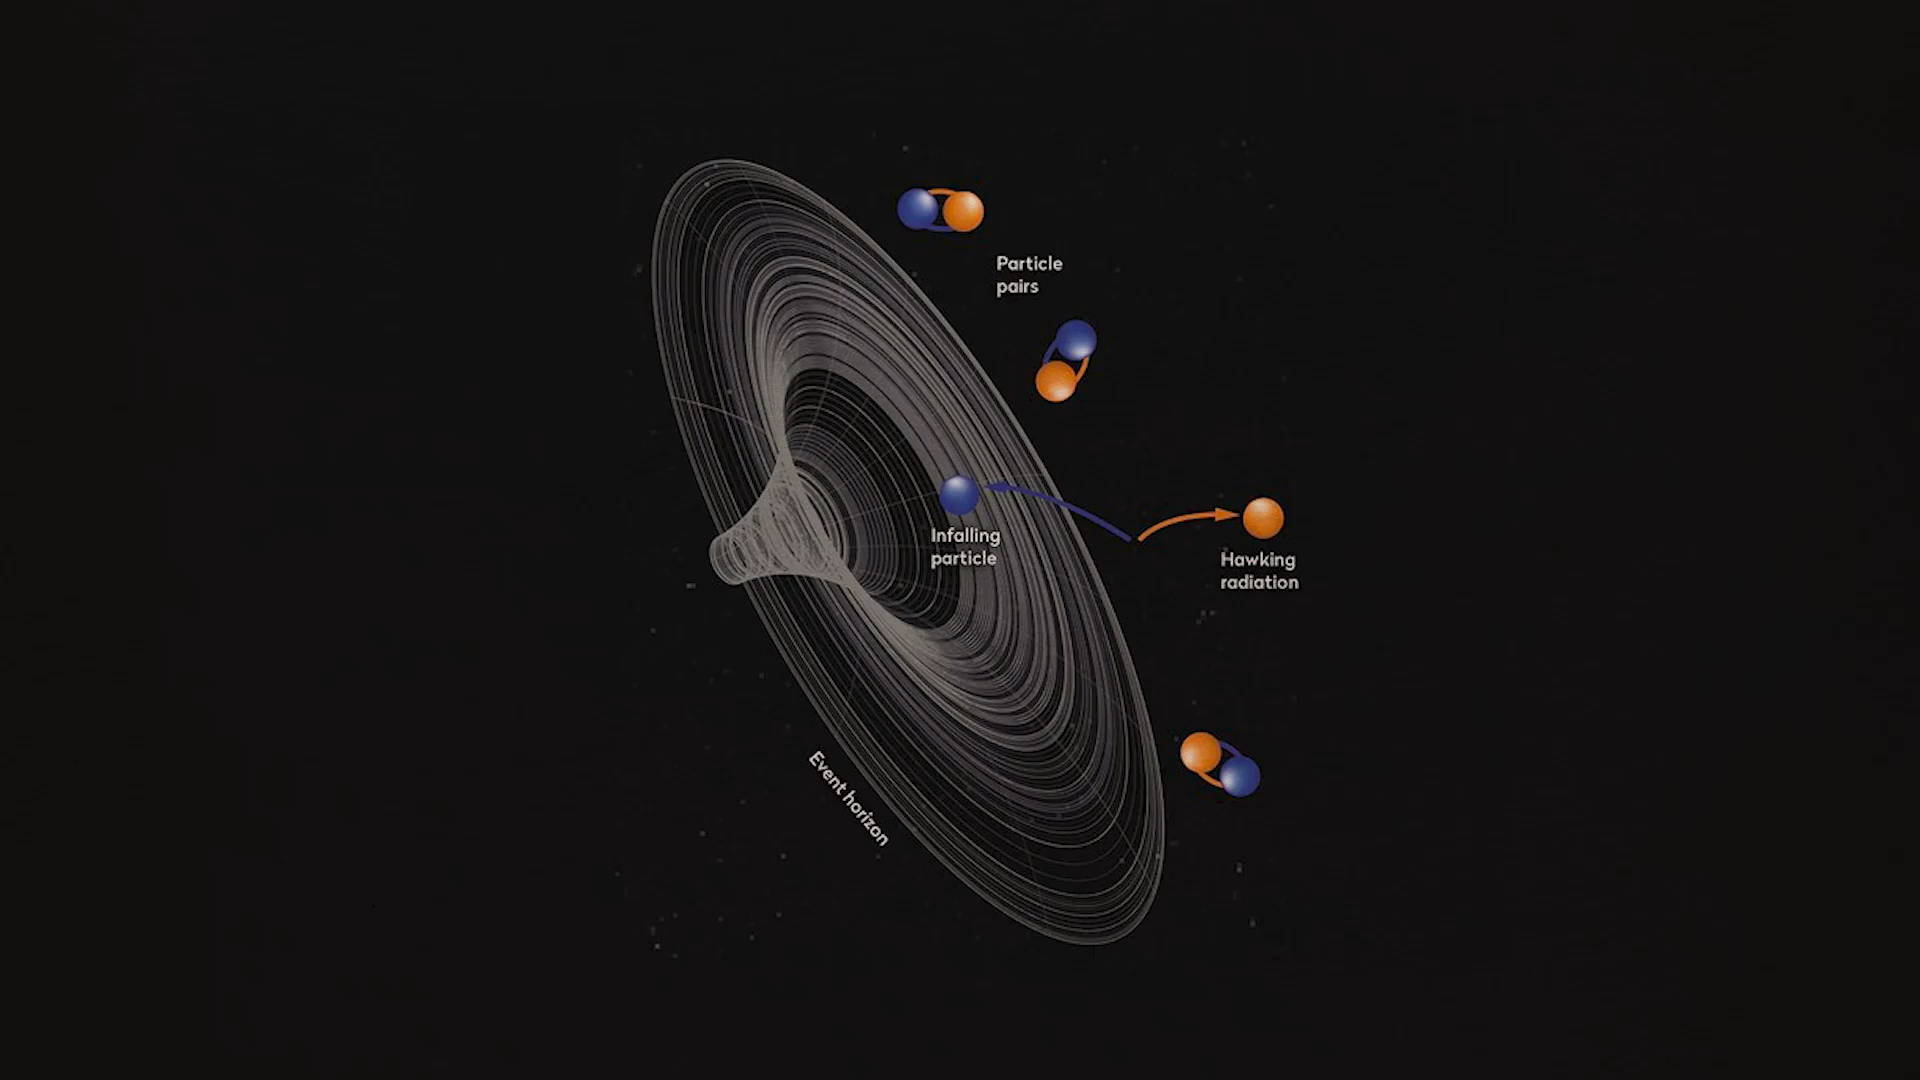 Particle
pairs
Infalling
particle
Hawking
radiation
Event horizon